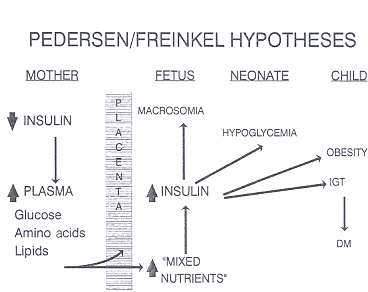 PEDERSEN/FREINKEL HYPOTHESES
MOTHER FETUS NEONATE CHILD
PLACENTA
INSULIN
PLASMA
Glucose
Amino acids
Lipids
MACROSOMIA
INSULIN
"MIXED
NUTRIENTS"
HYPOGLYCEMIA
OBESITY
IGT
DM